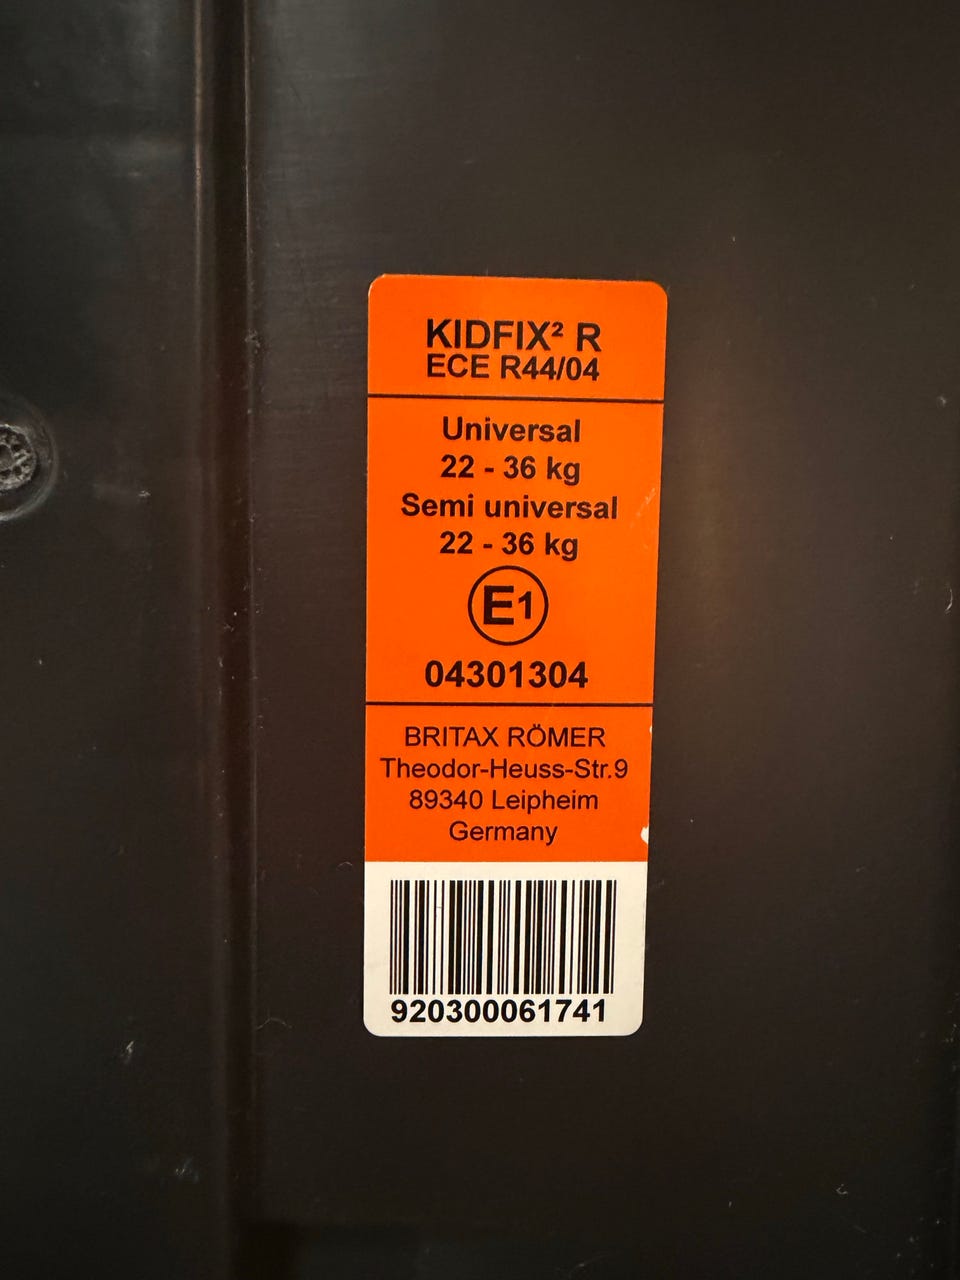 KIDFIX² R
ECE R44/04
Universal
22 - 36 kg
Semi universal
22 - 36 kg
E1
04301304
BRITAX RÖMER
Theodor-Heuss-Str.9
89340 Leipheim
Germany
920300061741